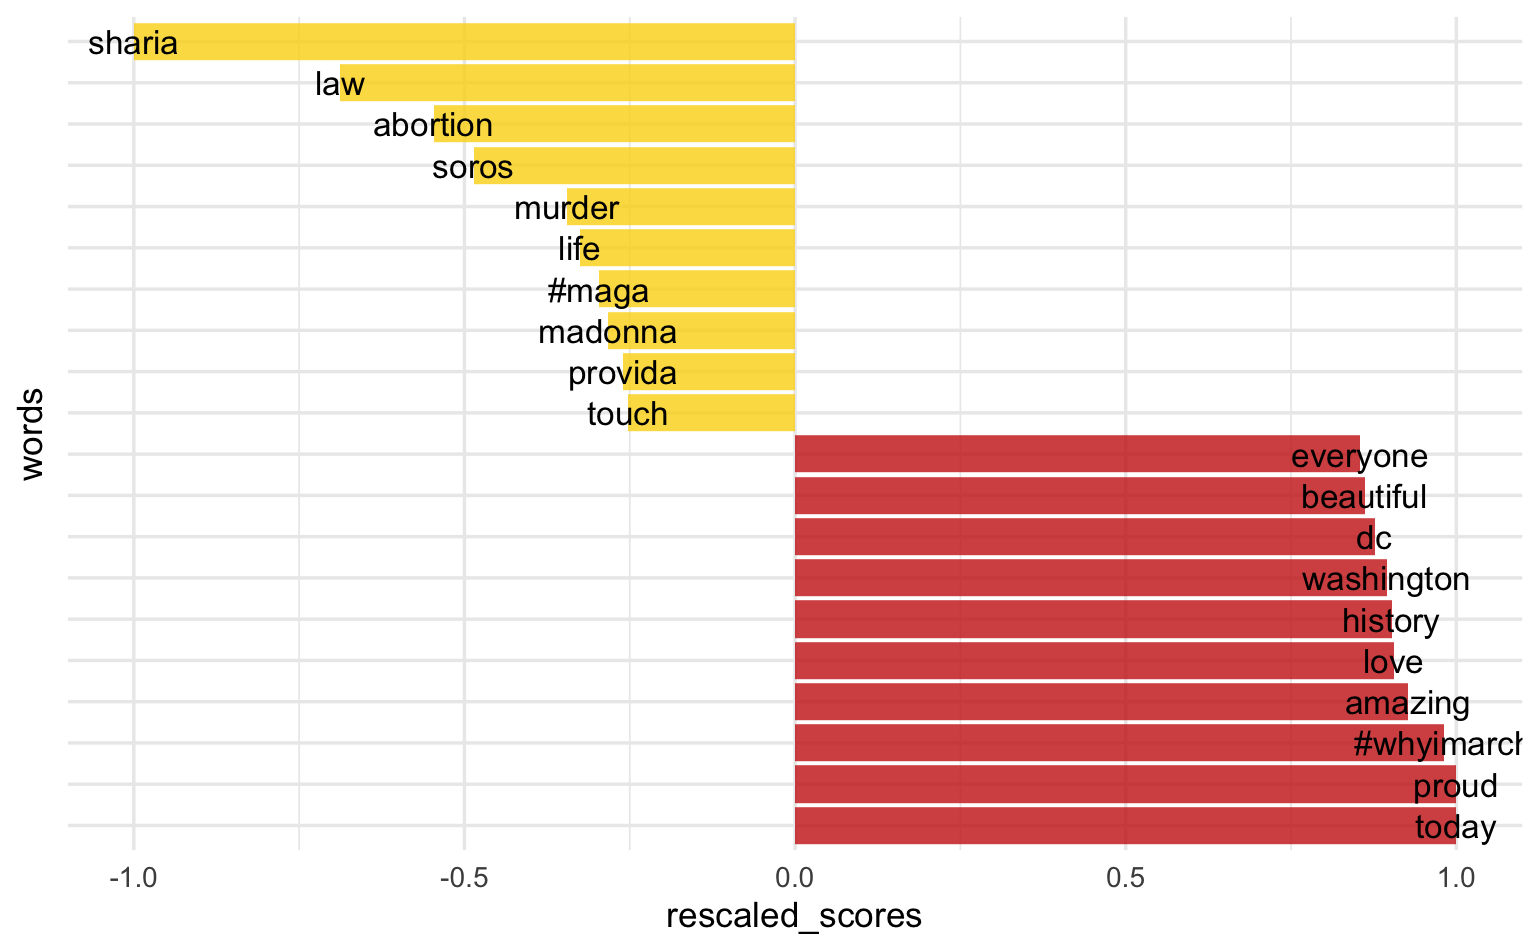 sharia
law
abortion
soros
murder
life
#maga
madonna
provida
touch
everyone
beautiful
dc
washington
history
love
amazing
#whyimarch
proud
today
words
-1.0 -0.5 0.0 0.5 1.0
rescaled_scores